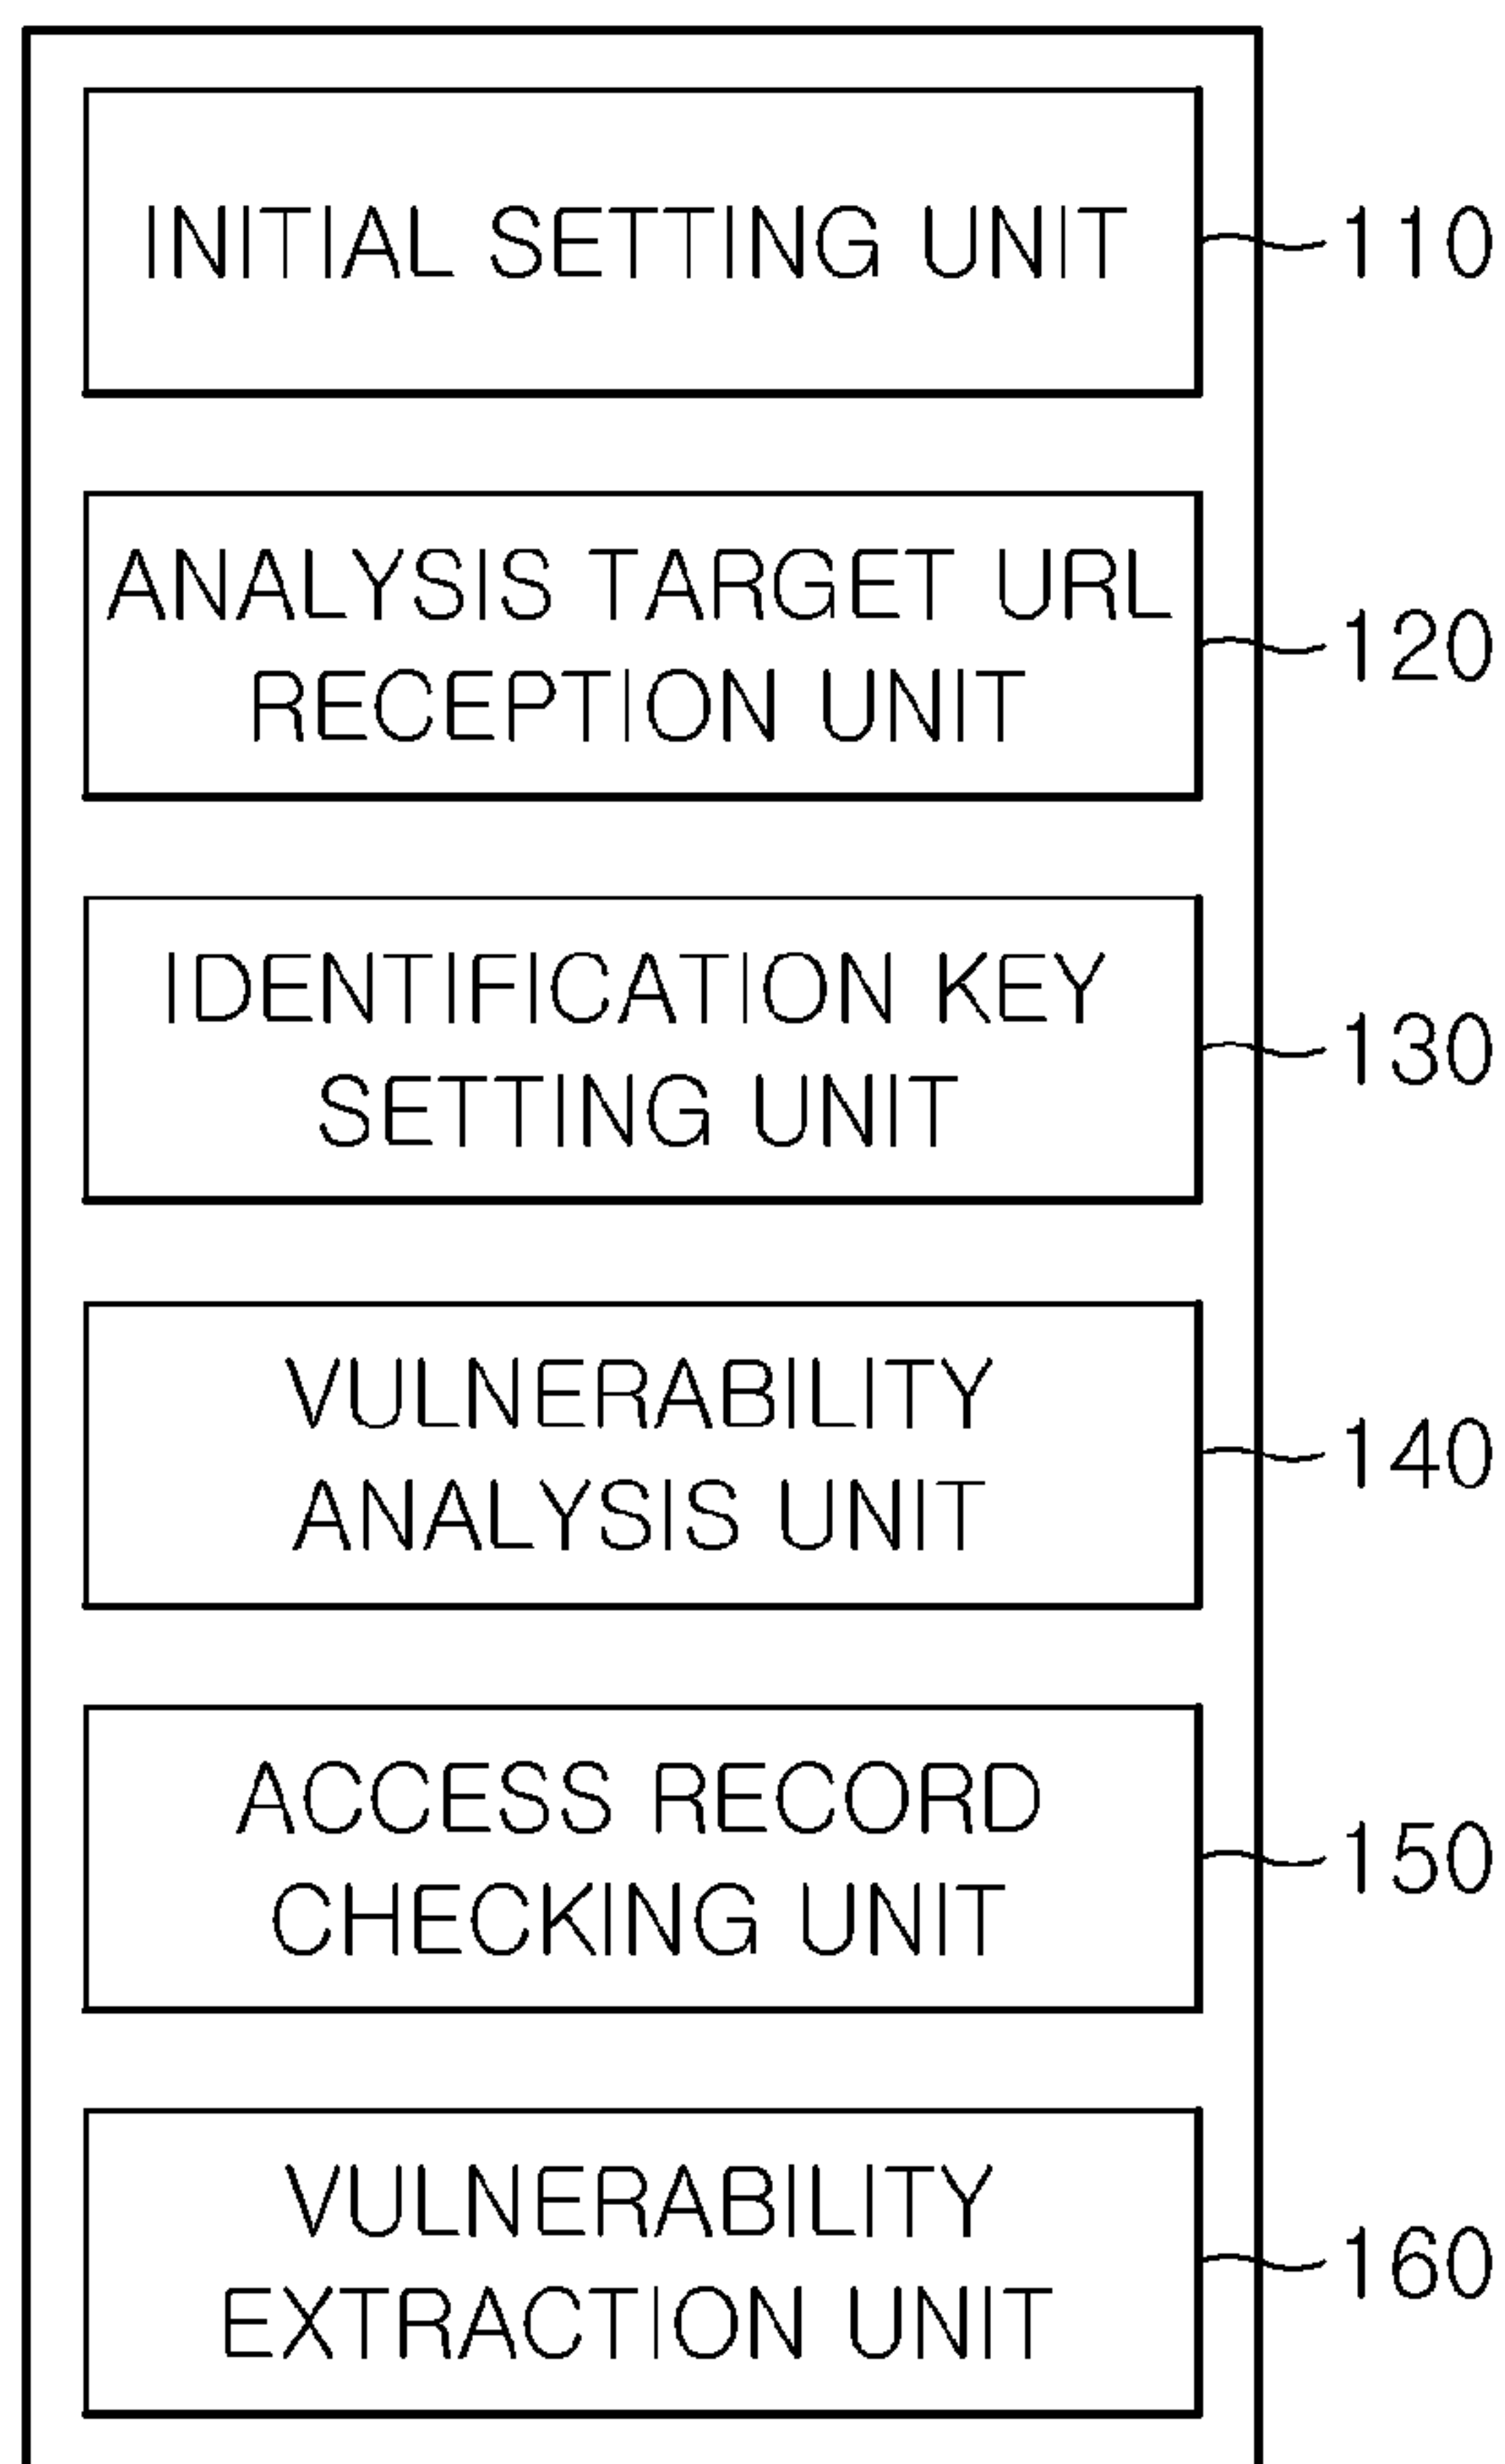 INITIAL SETTING UNIT
110
ANALYSIS TARGET URL
RECEPTION UNIT
120
IDENTIFICATION KEY
SETTING UNIT
130
VULNERABILITY
ANALYSIS UNIT
140
ACCESS RECORD
CHECKING UNIT
150
VULNERABILITY
EXTRACTION UNIT
160